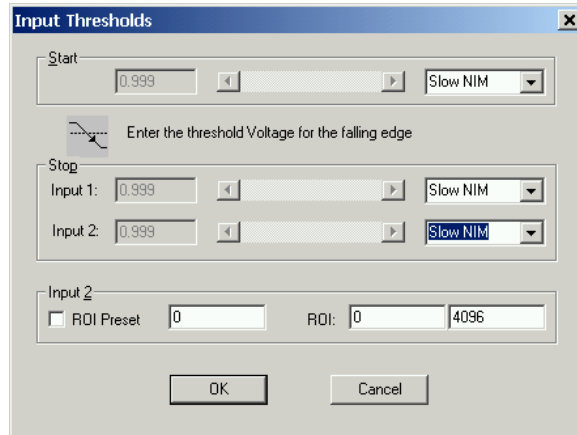 Input Thresholds
Start
0.999 Slow NIM
Enter the threshold Voltage for the falling edge
Stop
Input 1: 0.999 Slow NIM
Input 2: 0.999 Slow NIM
Input 2
ROI Preset 0 ROI: 0 4096
OK Cancel